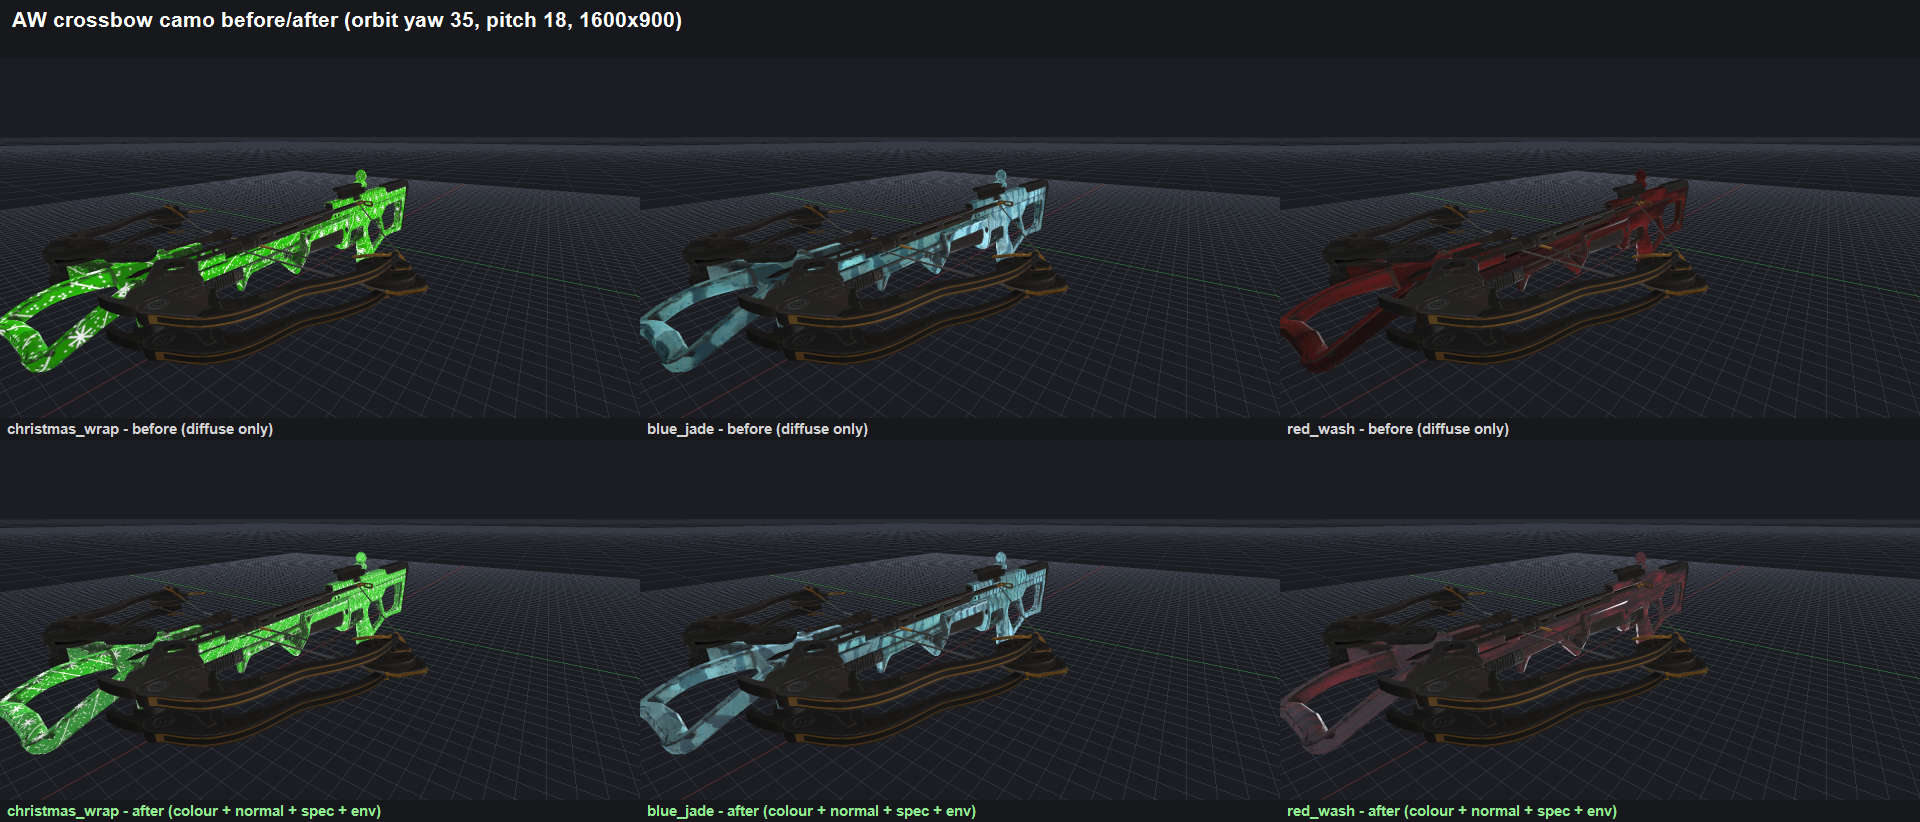 AW crossbow camo before/after (orbit yaw 35, pitch 18, 1600x900)
christmas_wrap - before (diffuse only)
blue_jade - before (diffuse only)
red_wash - before (diffuse only)
christmas_wrap - after (colour + normal + spec + env)
blue_jade - after (colour + normal + spec + env)
red_wash - after (colour + normal + spec + env)